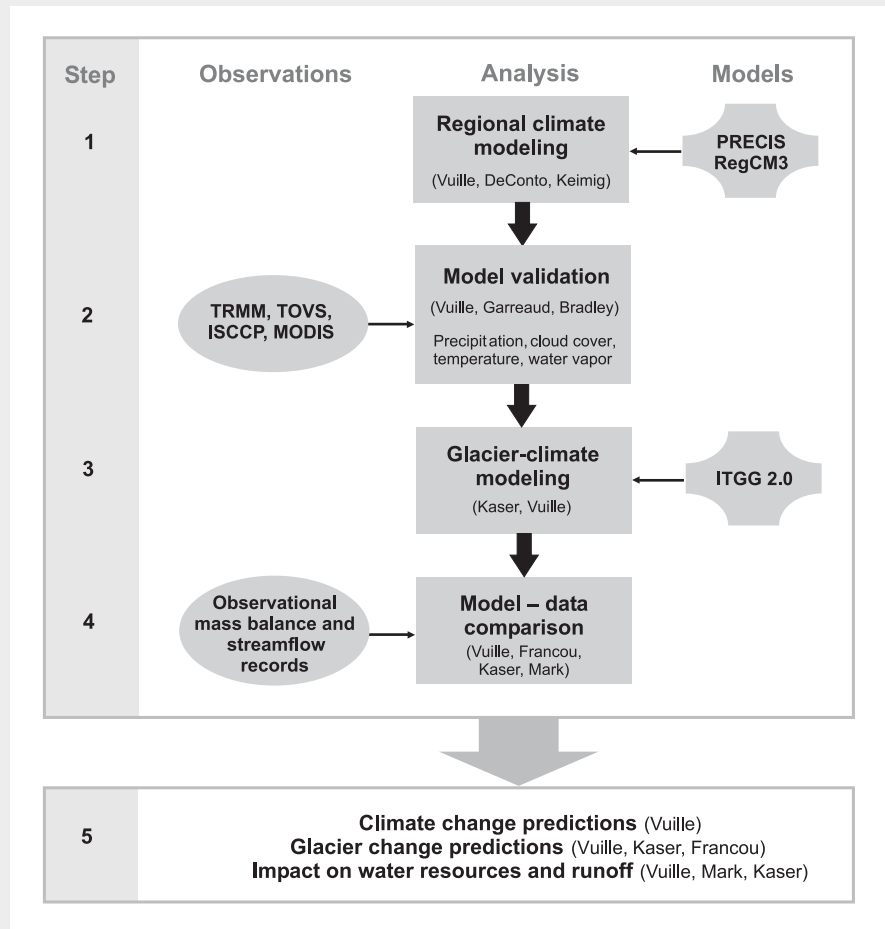 Step Observations Analysis Models
1
Regional climate
modeling
(Vuille, DeConto, Keimig)
PRECIS
RegCM3
2
TRMM, TOVS,
ISCCP, MODIS
Model validation
(Vuille, Garreaud, Bradley)
Precipitation, cloud cover,
temperature, water vapor
3
Glacier-climate
modeling
(Kaser, Vuille)
ITGG 2.0
4
Observational
mass balance and
streamflow
records
Model – data
comparison
(Vuille, Francou,
Kaser, Mark)
5
Climate change predictions (Vuille)
Glacier change predictions (Vuille, Kaser, Francou)
Impact on water resources and runoff (Vuille, Mark, Kaser)